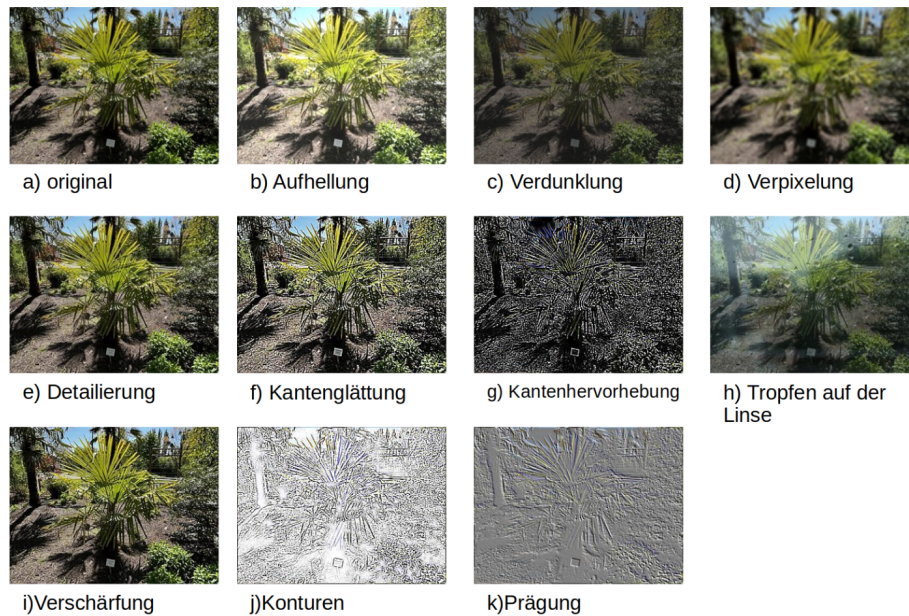 a) original
b) Aufhellung
c) Verdunklung
d) Verpixelung
e) Detailierung
f) Kantenglättung
g) Kantenhervorhebung
h) Tropfen auf der
Linse
i)Verschärfung
j)Konturen
k)Prägung